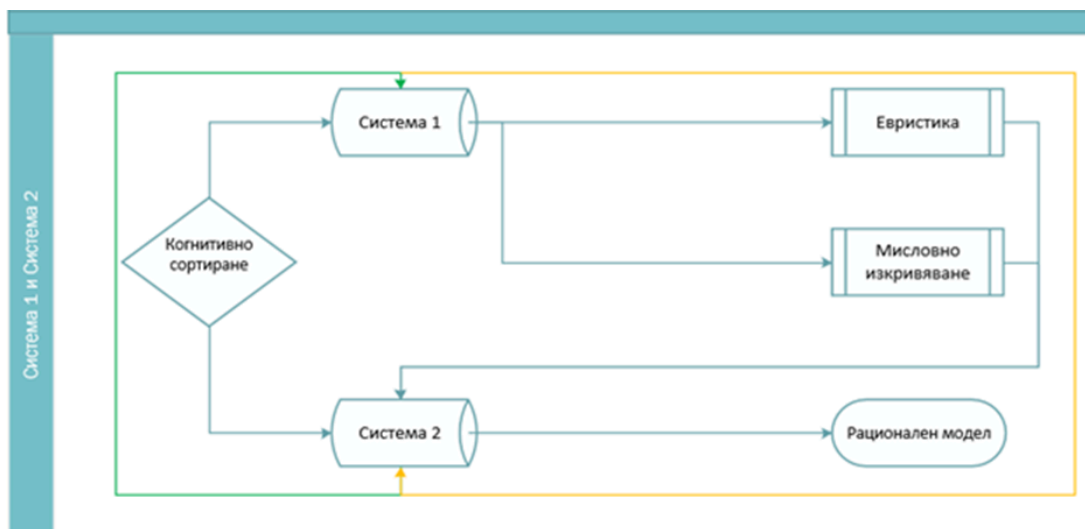 Система 1 и Система 2
Система 1
Евристика
Когнитивно
сортиране
Мисловно
изкривяване
Система 2
Рационален модел